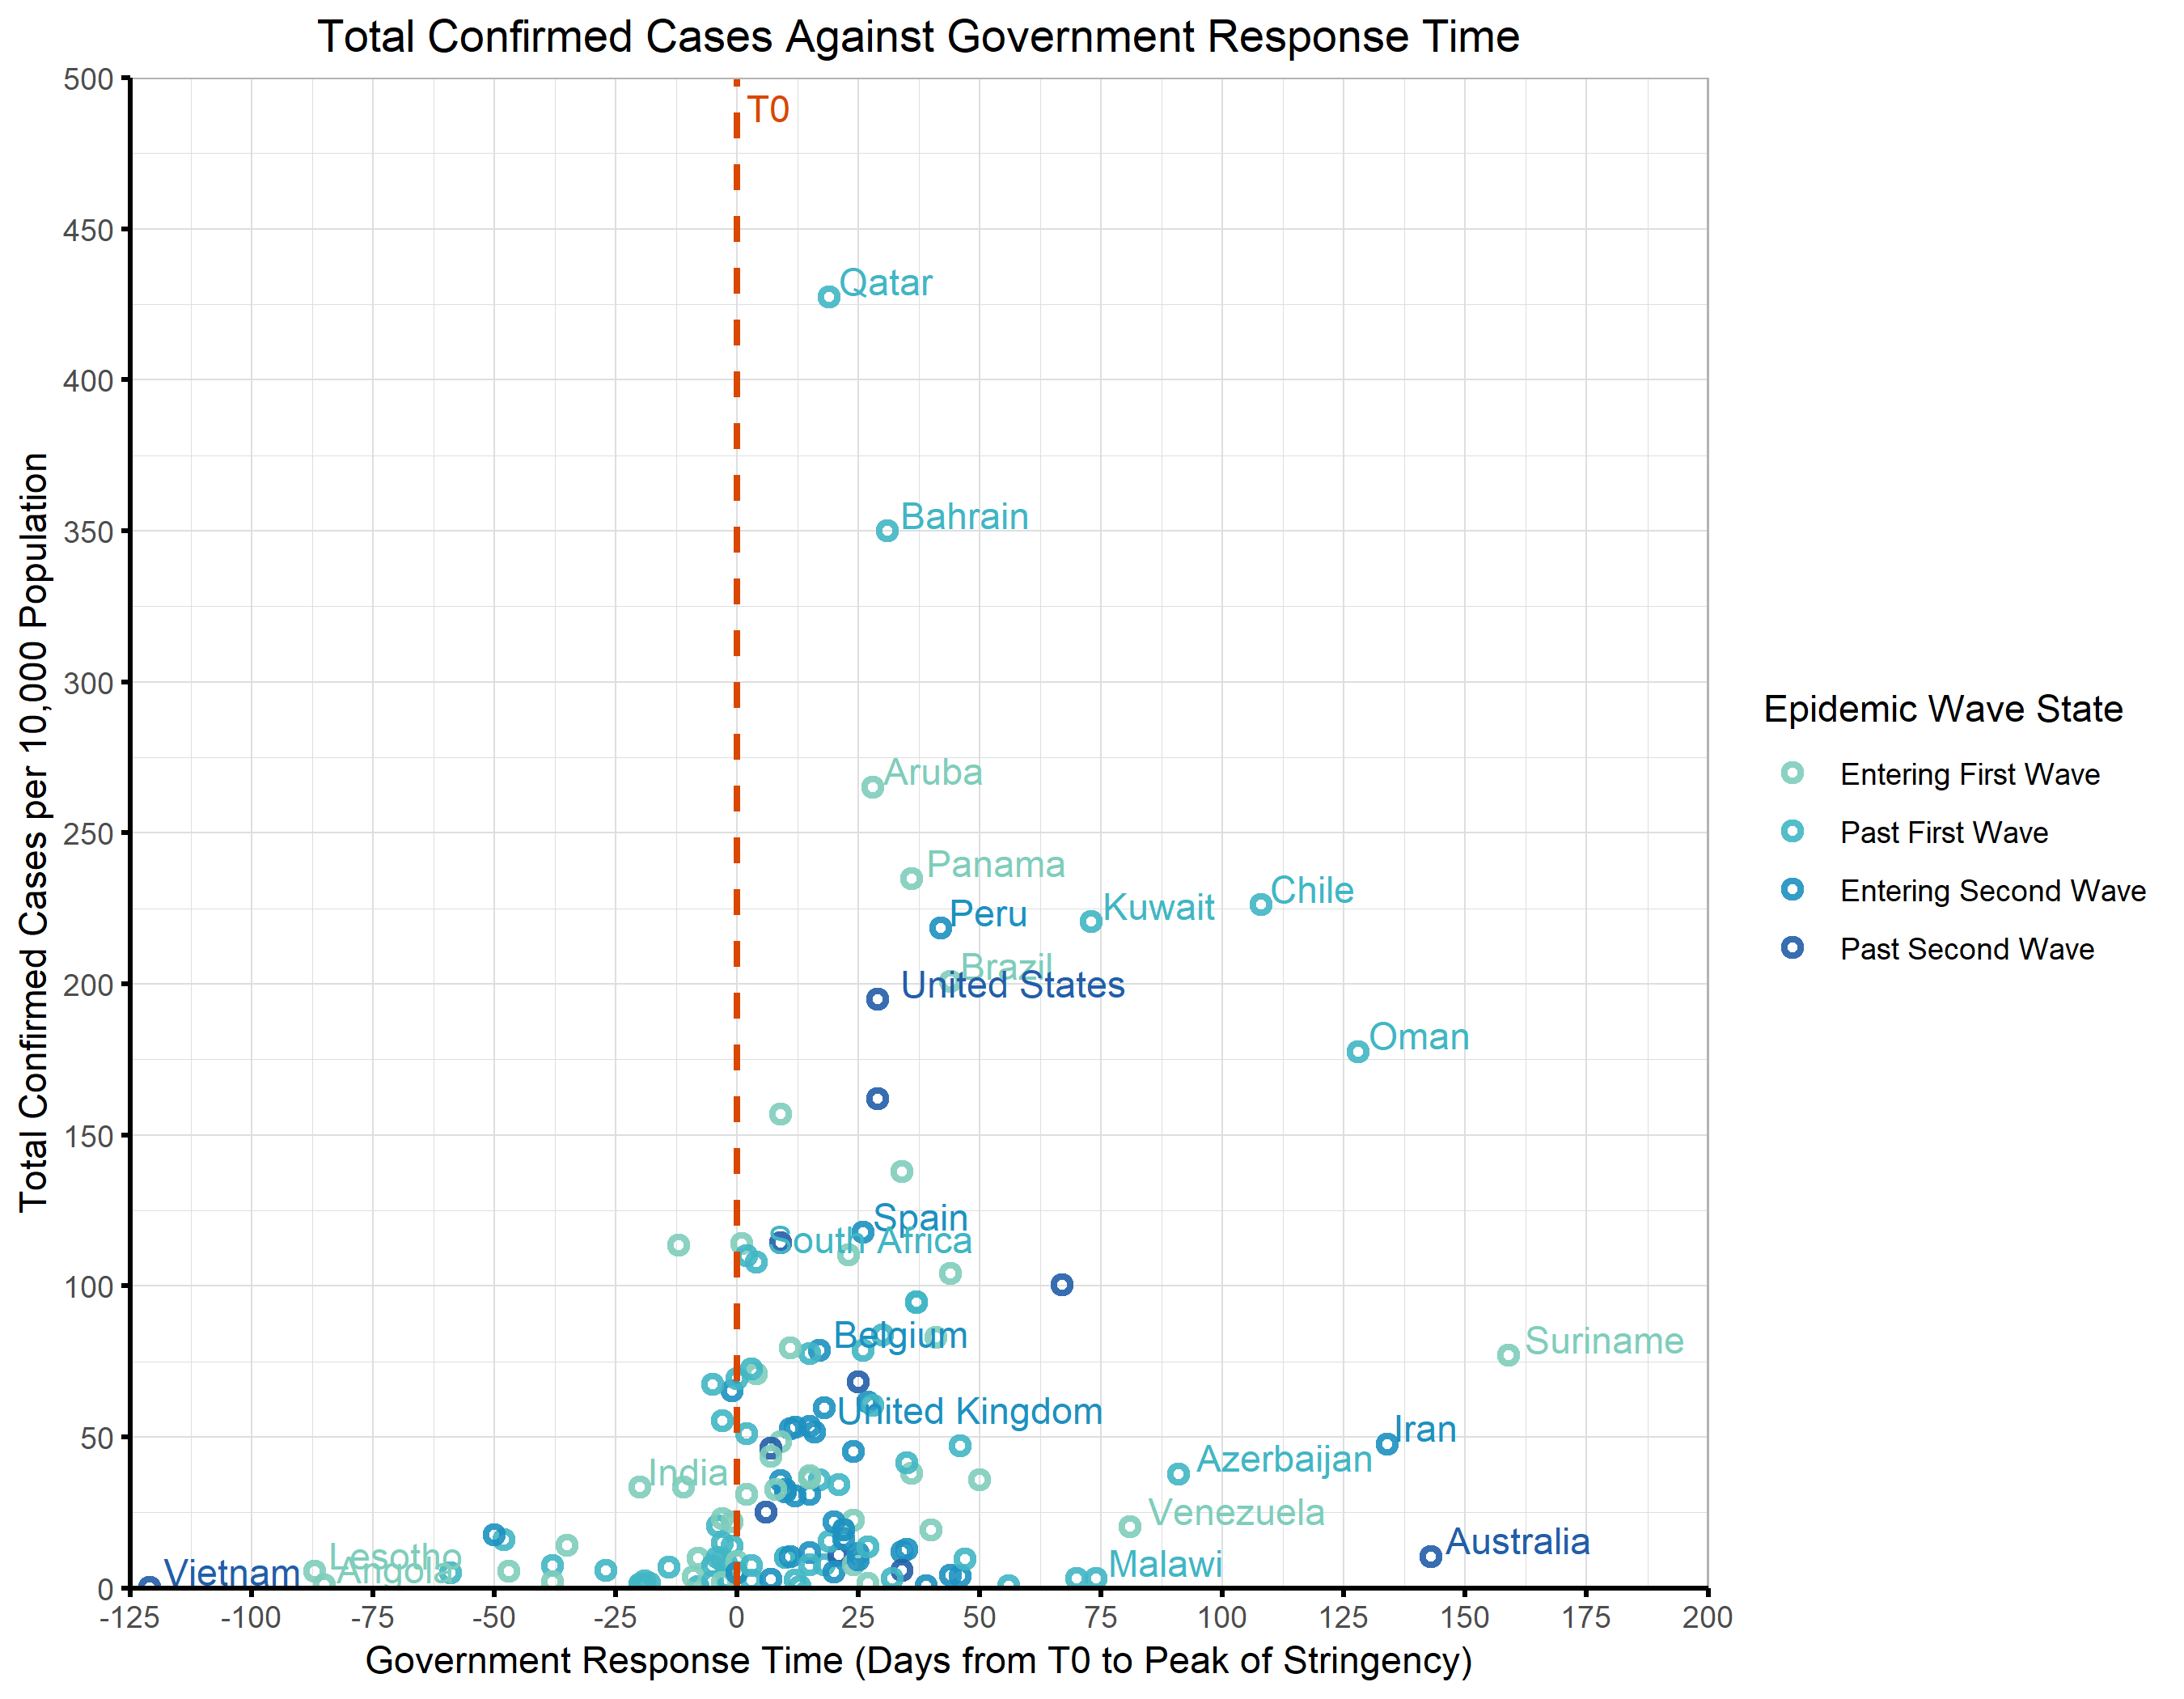 Total Confirmed Cases Against Government Response Time
Total Confirmed Cases per 10,000 Population
500
450
400
350
300
250
200
150
100
50
0
T0
Qatar
Bahrain
Aruba
Panama
Chile
Kuwait
Peru
Brazil
United States
Oman
Spain
South Africa
Belgium
Suriname
United Kingdom
Iran
Azerbaijan
India
Venezuela
Australia
Lesotho
Malawi
Angola
Vietnam
-125 -100 -75 -50 -25 0 25 50 75 100 125 150 175 200
Government Response Time (Days from T0 to Peak of Stringency)
Epidemic Wave State
Entering First Wave
Past First Wave
Entering Second Wave
Past Second Wave